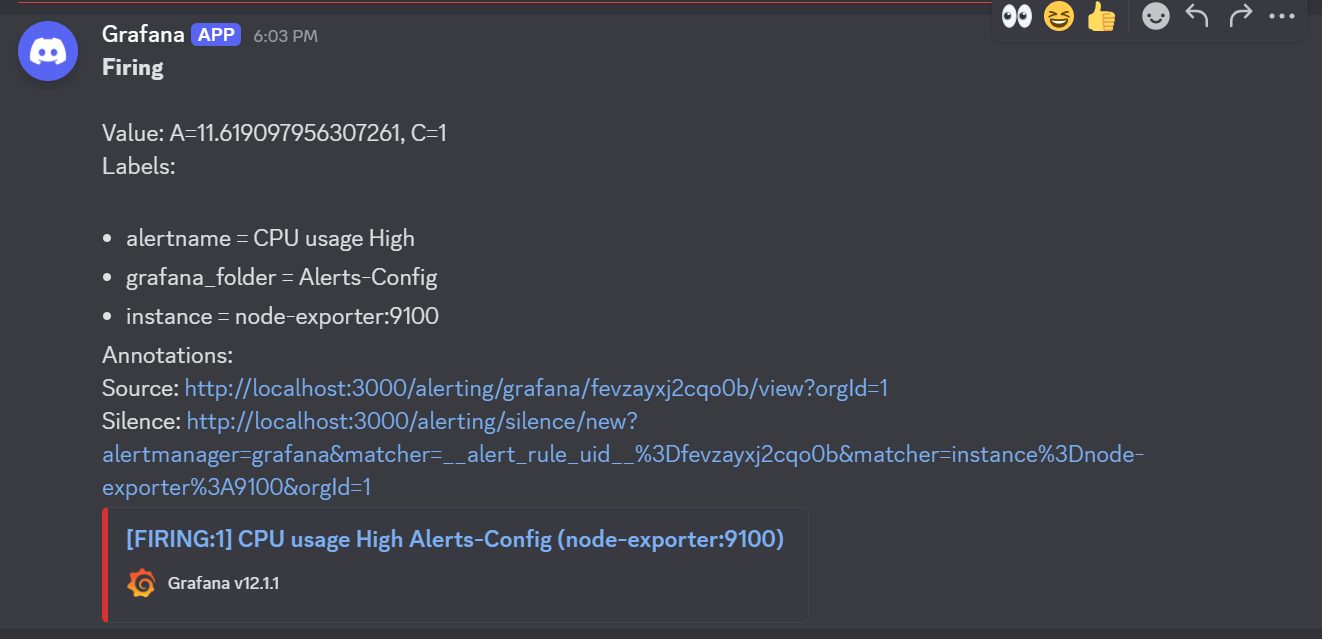 Grafana APP 6:03 PM
Firing
Value: A=11.619097956307261, C=1
Labels:
• alertname = CPU usage High
• grafana_folder = Alerts-Config
• instance = node-exporter:9100
Annotations:
Source: http://localhost:3000/alerting/grafana/fevzayxj2cqo0b/view?orgId=1
Silence: http://localhost:3000/alerting/silence/new?
alertmanager=grafana&matcher=__alert_rule_uid__%3Dfevzayxj2cqo0b&matcher=instance%3Dnode-
exporter%3A9100&orgId=1
[FIRING:1] CPU usage High Alerts-Config (node-exporter:9100)
Grafana v12.1.1